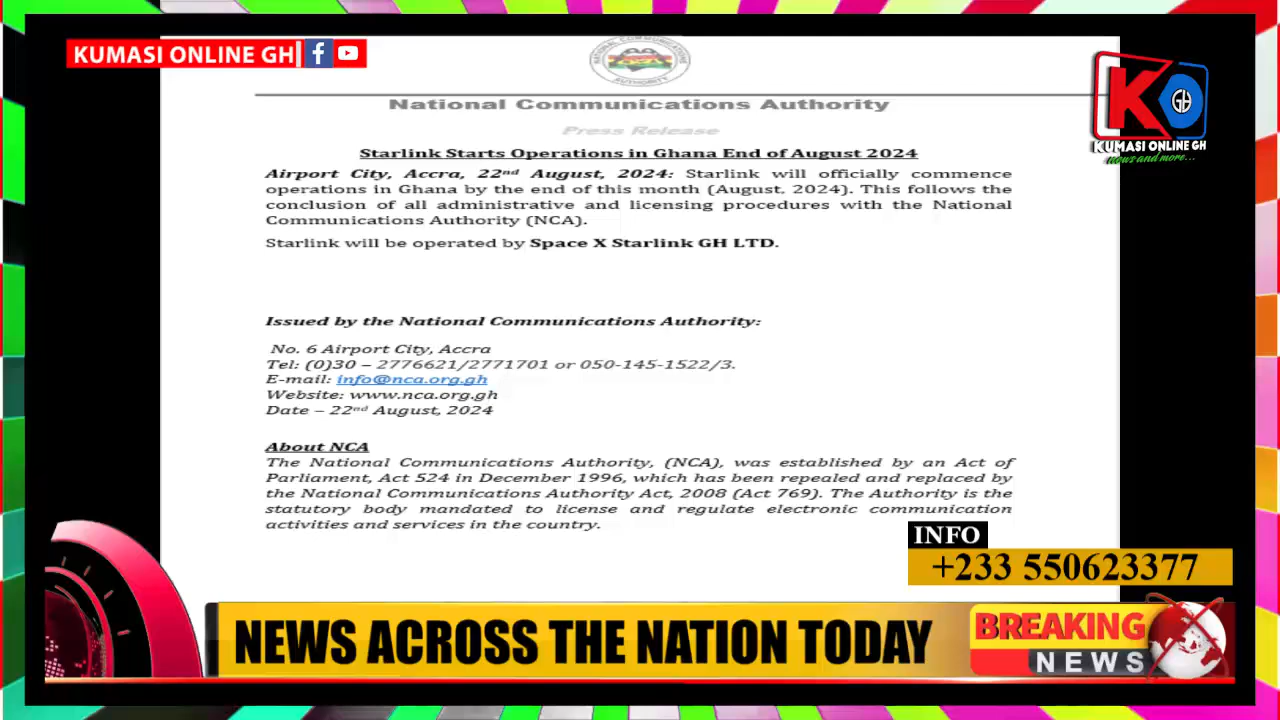 KUMASI ONLINE GH
NATIONAL COMMUNICATIONS
AUTHORITY
National Communications Authority
Press Release
Starlink Starts Operations in Ghana End of August 2024
Airport City, Accra, 22nd August, 2024: Starlink will officially commence
operations in Ghana by the end of this month (August. 2024). This follows the
conclusion of all administrative and licensing procedures with the National
Communications Authority (NCA).
Starlink will be operated by Space X Starlink GH LTD.
Issued by the National Communications Authority:
No. 6 Airport City, Accra
Tel: (0)30 – 2776621/2771701 or 050-145-1522/3.
E-mail: info@nca.org.gh
Website: www.nca.org.gh
Date – 22nd August, 2024
About NCA
The National Communications Authority, (NCA), was established by an Act of
Parliament, Act 524 in December 1996, which has been repealed and replaced by
the National Communications Authority Act, 2008 (Act 769). The Authority is the
statutory body mandated to license and regulate electronic communication
activities and services in the country.
K GH
KUMASI ONLINE GH
news and more...
INFO
+233 550623377
NEWS ACROSS THE NATION TODAY
BREAKING
NEWS